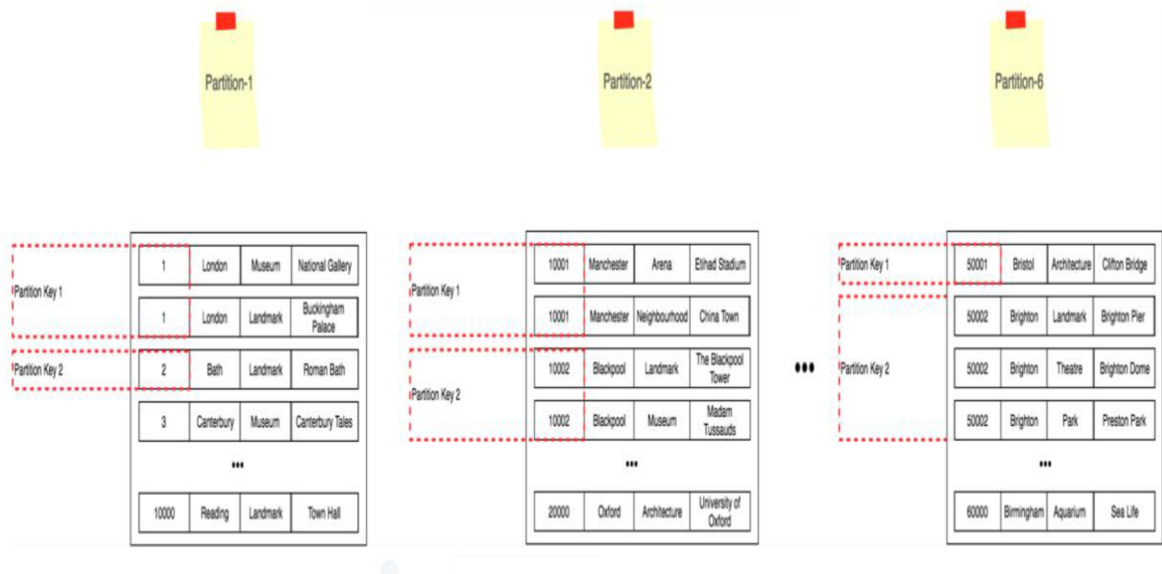 Partition-1
Partition-2
Partition-6
Partition Key 1
1 London Museum National Gallery
1 London Landmark Buckingham Palace
Partition Key 2
2 Bath Landmark Roman Bath
3 Canterbury Museum Canterbury Tales
•••
10000 Reading Landmark Town Hall
Partition Key 1
10001 Manchester Arena Etihad Stadium
10001 Manchester Neighbourhood China Town
Partition Key 2
10002 Blackpool Landmark The Blackpool Tower
10002 Blackpool Museum Madam Tussauds
•••
20000 Oxford Architecture University of Oxford
•••
Partition Key 1
50001 Bristol Architecture Clifton Bridge
Partition Key 2
50002 Brighton Landmark Brighton Pier
50002 Brighton Theatre Brighton Dome
50002 Brighton Park Preston Park
•••
60000 Birmingham Aquarium Sea Life